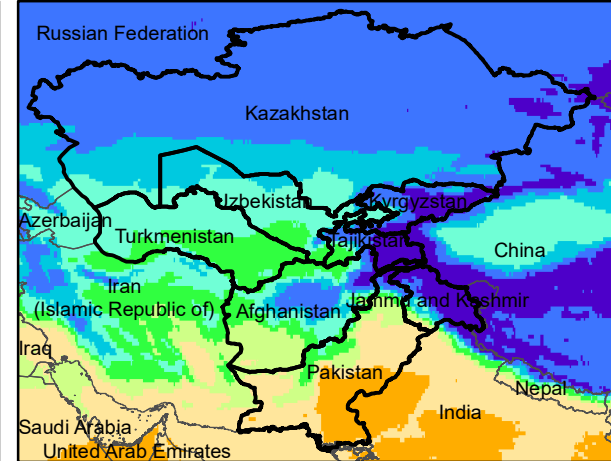 Russian Federation
Kazakhstan
Uzbekistan
Kyrgyzstan
Azerbaijan
Turkmenistan
Tajikistan
China
Iran
(Islamic Republic of)
Afghanistan
Jammu and Kashmir
Iraq
Pakistan
Nepal
India
Saudi Arabia
United Arab Emirates